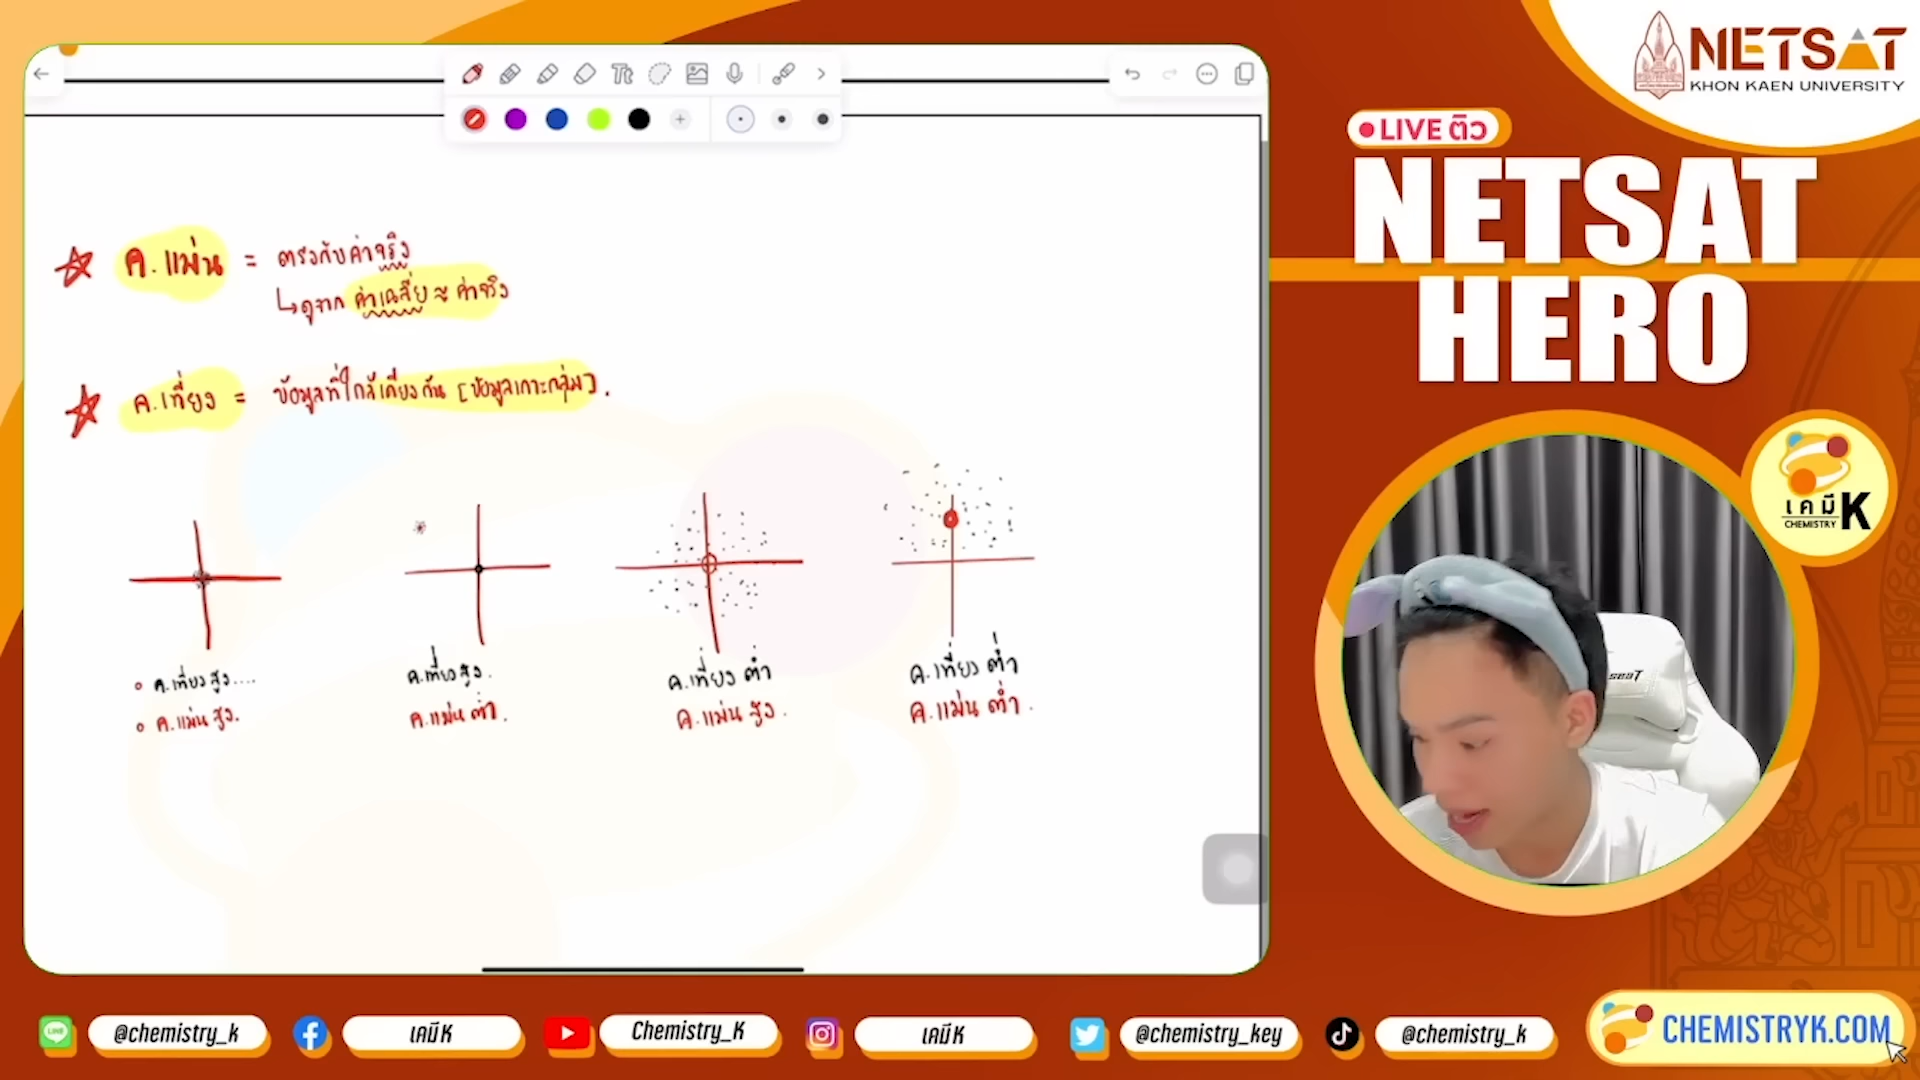 NETSAT
KHON KAEN UNIVERSITY
LIVE ติว
NETSAT
HERO
Tt
ค.แม่น = ตรงกับค่าจริง
↳ ดูจาก ค่าเฉลี่ย ≈ ค่าจริง
ค.เที่ยง = ข้อมูลที่ใกล้เคียงกัน [ข้อมูลเกาะกลุ่ม].
ค.เที่ยงสูง....
ค.แม่น สูง.
ค.เที่ยงสูง.
ค.แม่น ต่ำ.
ค.เที่ยง ต่ำ
ค.แม่น สูง.
ค.เที่ยง ต่ำ
ค.แม่น ต่ำ.
เคมี K
CHEMISTRY
seaT
LINE
@chemistry_k
เคมี K
Chemistry_K
เคมี K
@chemistry_key
@chemistry_k
CHEMISTRYK.COM